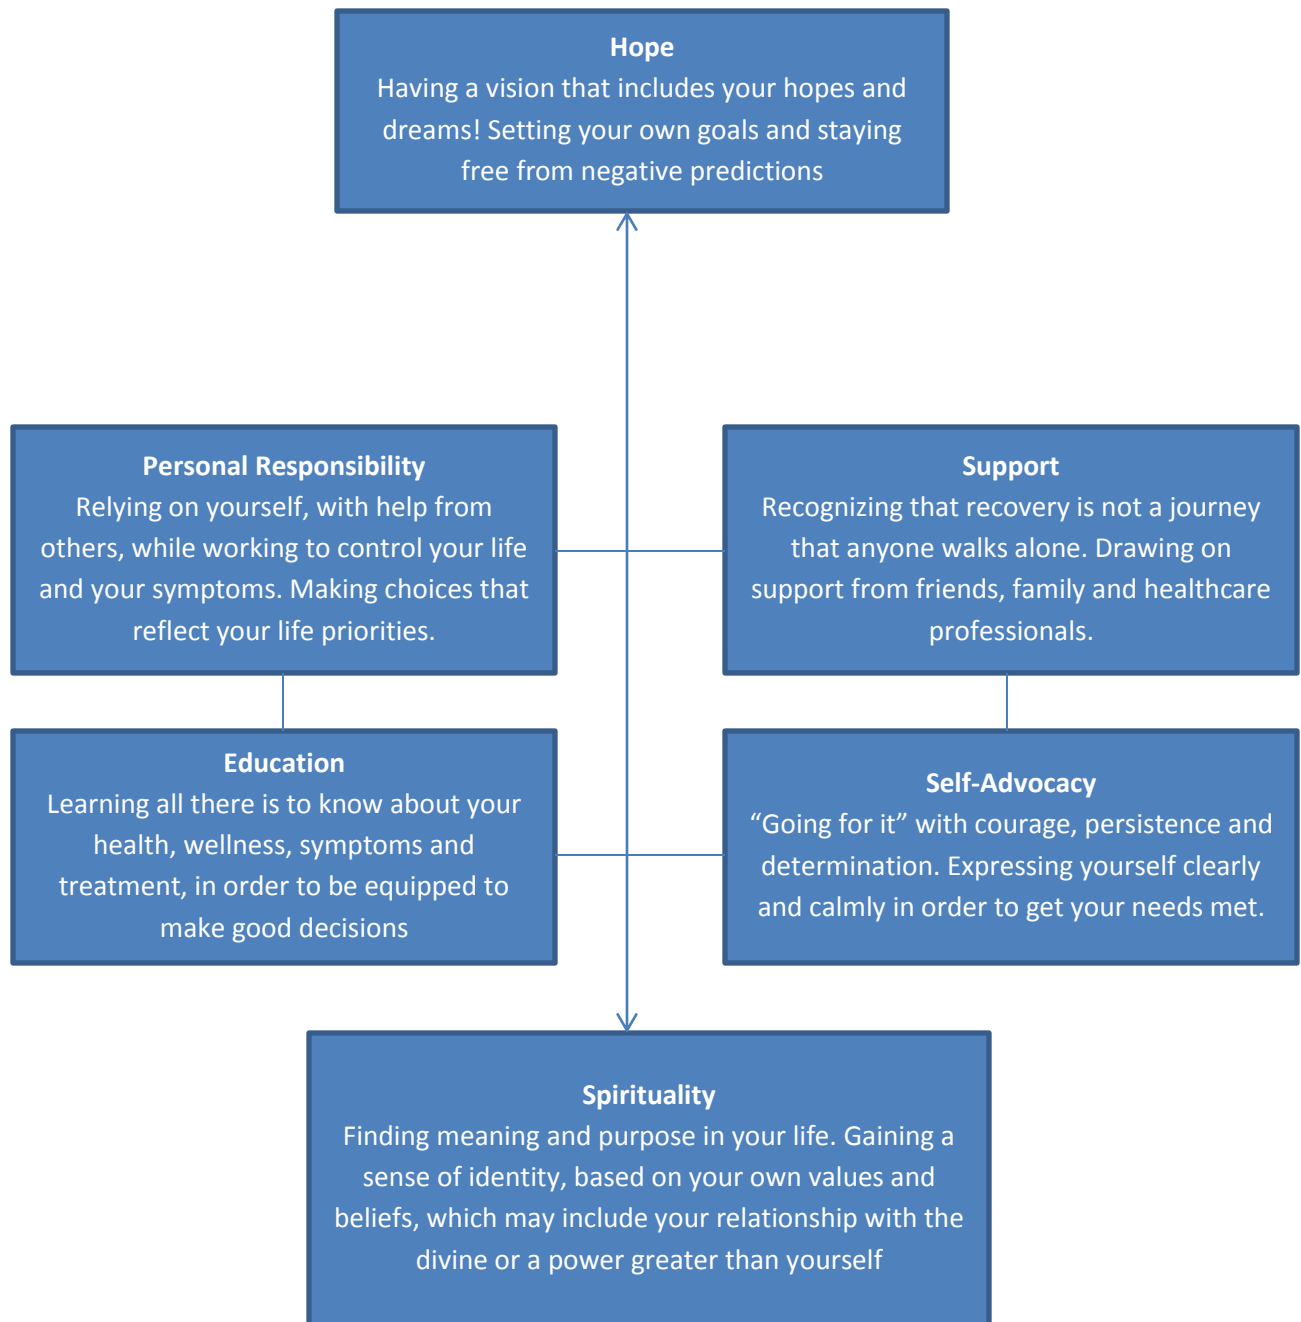 Hope
Having a vision that includes your hopes and
dreams! Setting your own goals and staying
free from negative predictions
Personal Responsibility
Relying on yourself, with help from
others, while working to control your life
and your symptoms. Making choices that
reflect your life priorities.
Support
Recognizing that recovery is not a journey
that anyone walks alone. Drawing on
support from friends, family and healthcare
professionals.
Education
Learning all there is to know about your
health, wellness, symptoms and
treatment, in order to be equipped to
make good decisions
Self-Advocacy
“Going for it” with courage, persistence and
determination. Expressing yourself clearly
and calmly in order to get your needs met.
Spirituality
Finding meaning and purpose in your life. Gaining a
sense of identity, based on your own values and
beliefs, which may include your relationship with the
divine or a power greater than yourself